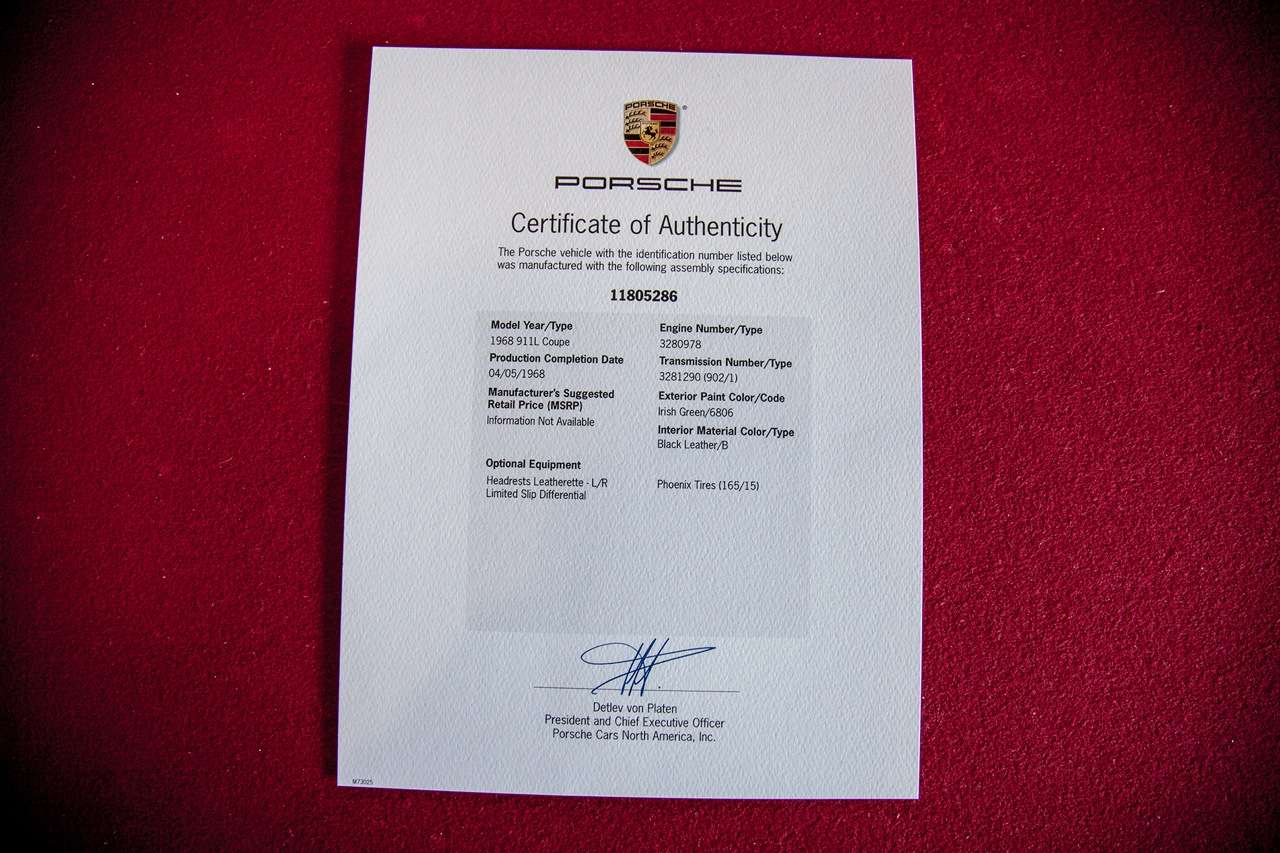 PORSCHE
PORSCHE
Certificate of Authenticity
The Porsche vehicle with the identification number listed below
was manufactured with the following assembly specifications:
11805286
Model Year/Type
1968 911L Coupe
Production Completion Date
04/05/1968
Manufacturer's Suggested
Retail Price (MSRP)
Information Not Available
Engine Number/Type
3280978
Transmission Number/Type
3281290 (902/1)
Exterior Paint Color/Code
Irish Green/6806
Interior Material Color/Type
Black Leather/B
Optional Equipment
Headrests Leatherette - L/R
Limited Slip Differential
Phoenix Tires (165/15)
Detlev von Platen
President and Chief Executive Officer
Porsche Cars North America, Inc.
M73025